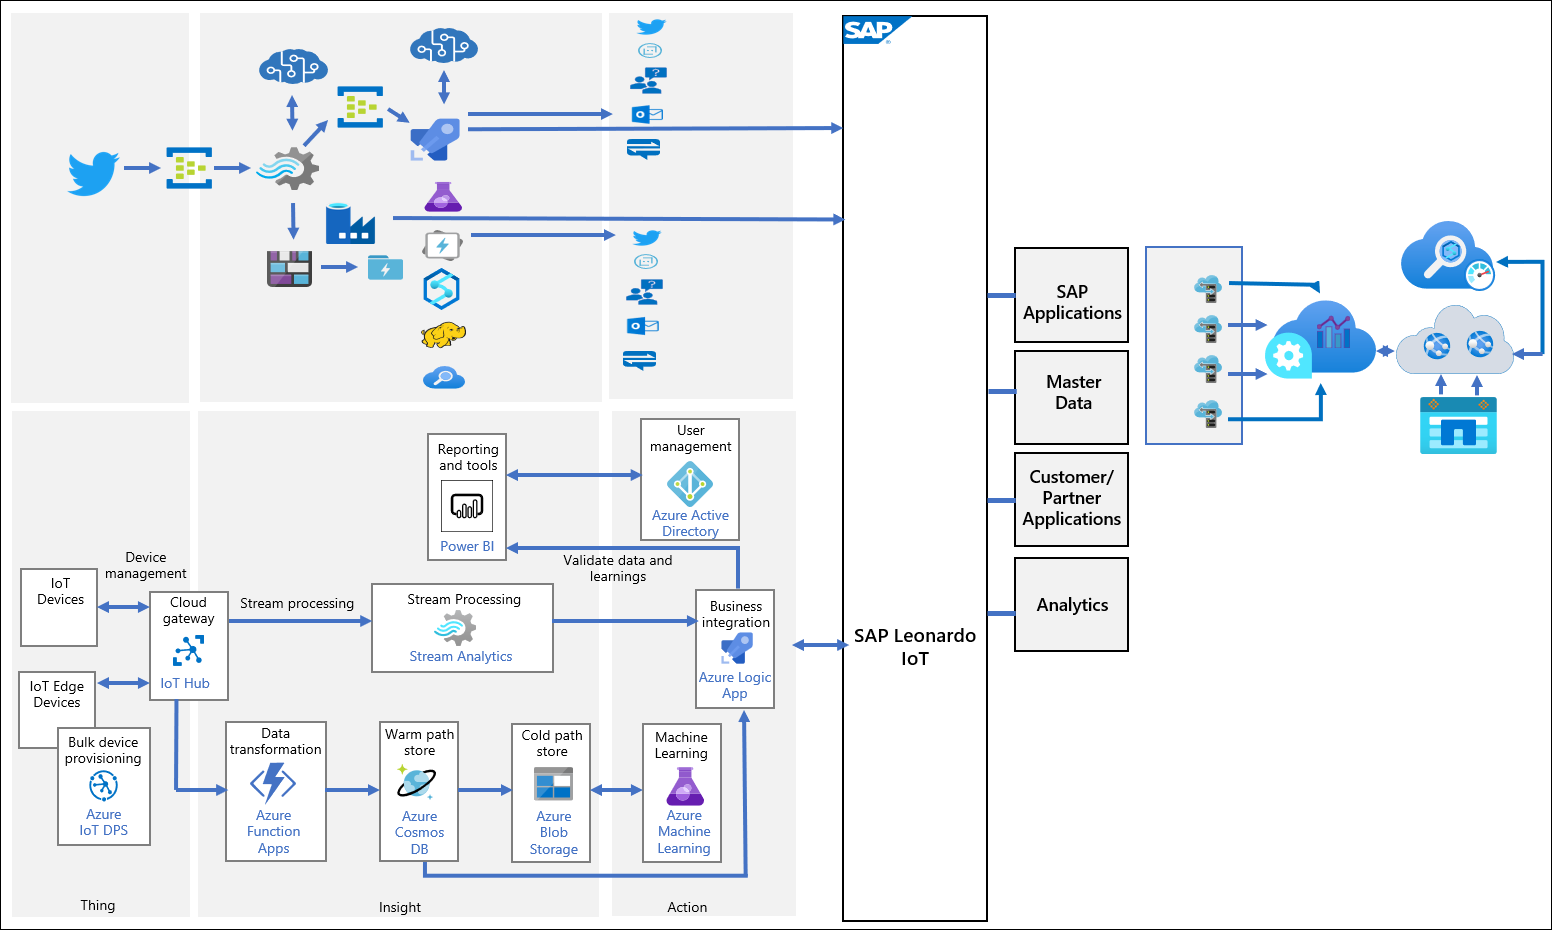 SAP
SAP
Applications
Master
Data
Customer/
Partner
Applications
Analytics
SAP Leonardo
IoT
Reporting
and tools
Power BI
User
management
Azure Active
Directory
Validate data and
learnings
Device
management
IoT
Devices
Cloud
gateway
IoT Hub
Stream processing
Stream Processing
Stream Analytics
Business
integration
Azure Logic
App
IoT Edge
Devices
Bulk device
provisioning
Azure
IoT DPS
Data
transformation
Azure
Function
Apps
Warm path
store
Azure
Cosmos
DB
Cold path
store
Azure
Blob
Storage
Machine
Learning
Azure
Machine
Learning
Thing
Insight
Action